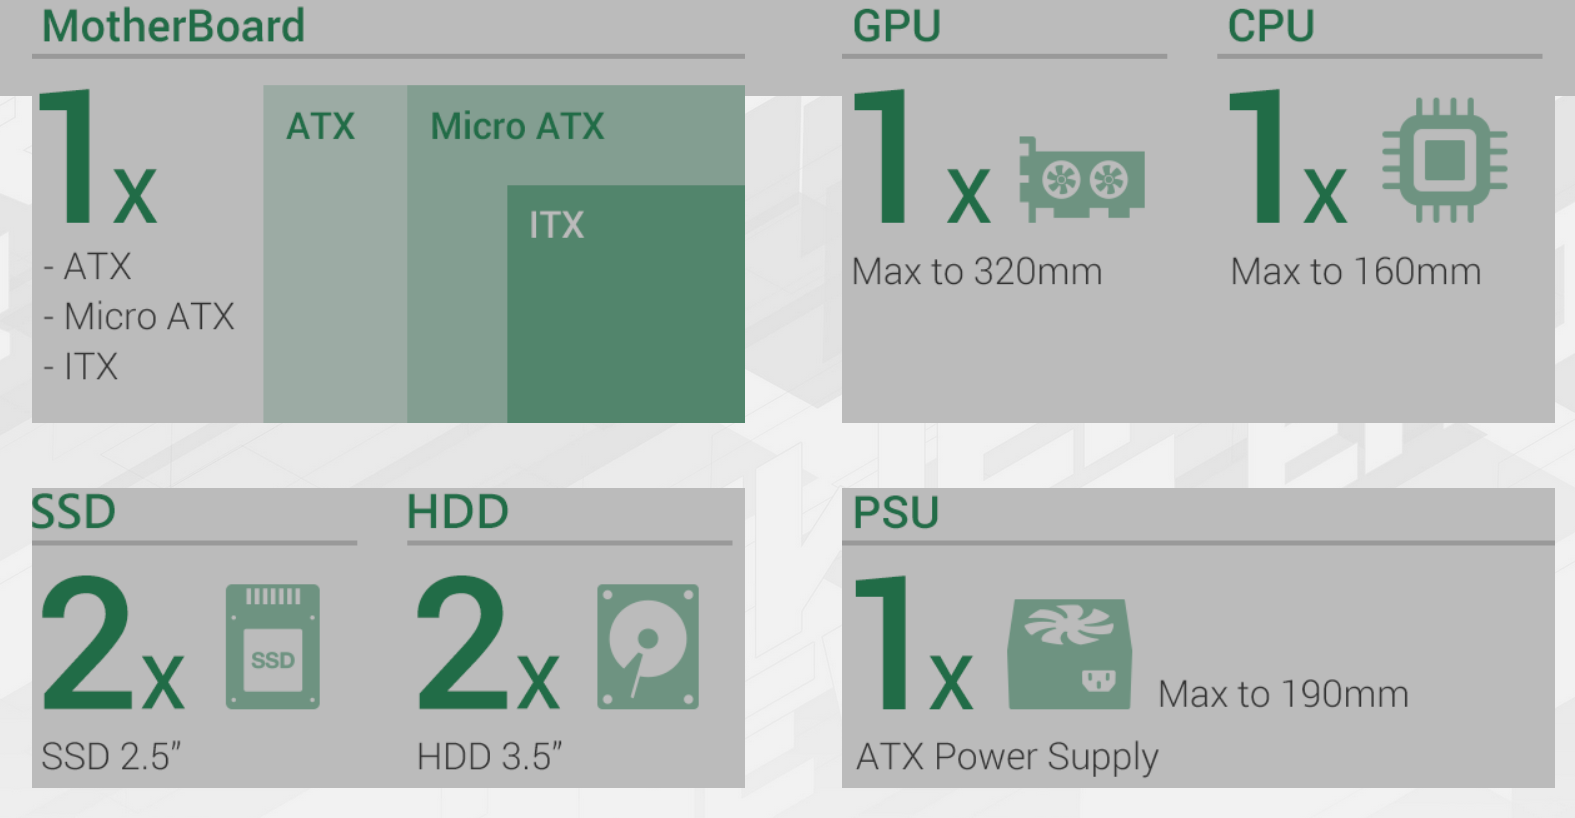 MotherBoard
1x
ATX
Micro ATX
ITX
- ATX
- Micro ATX
- ITX
GPU
1x
Max to 320mm
CPU
1x
Max to 160mm
SSD
2x
SSD
SSD 2.5”
HDD
2x
HDD 3.5”
PSU
1x
Max to 190mm
ATX Power Supply